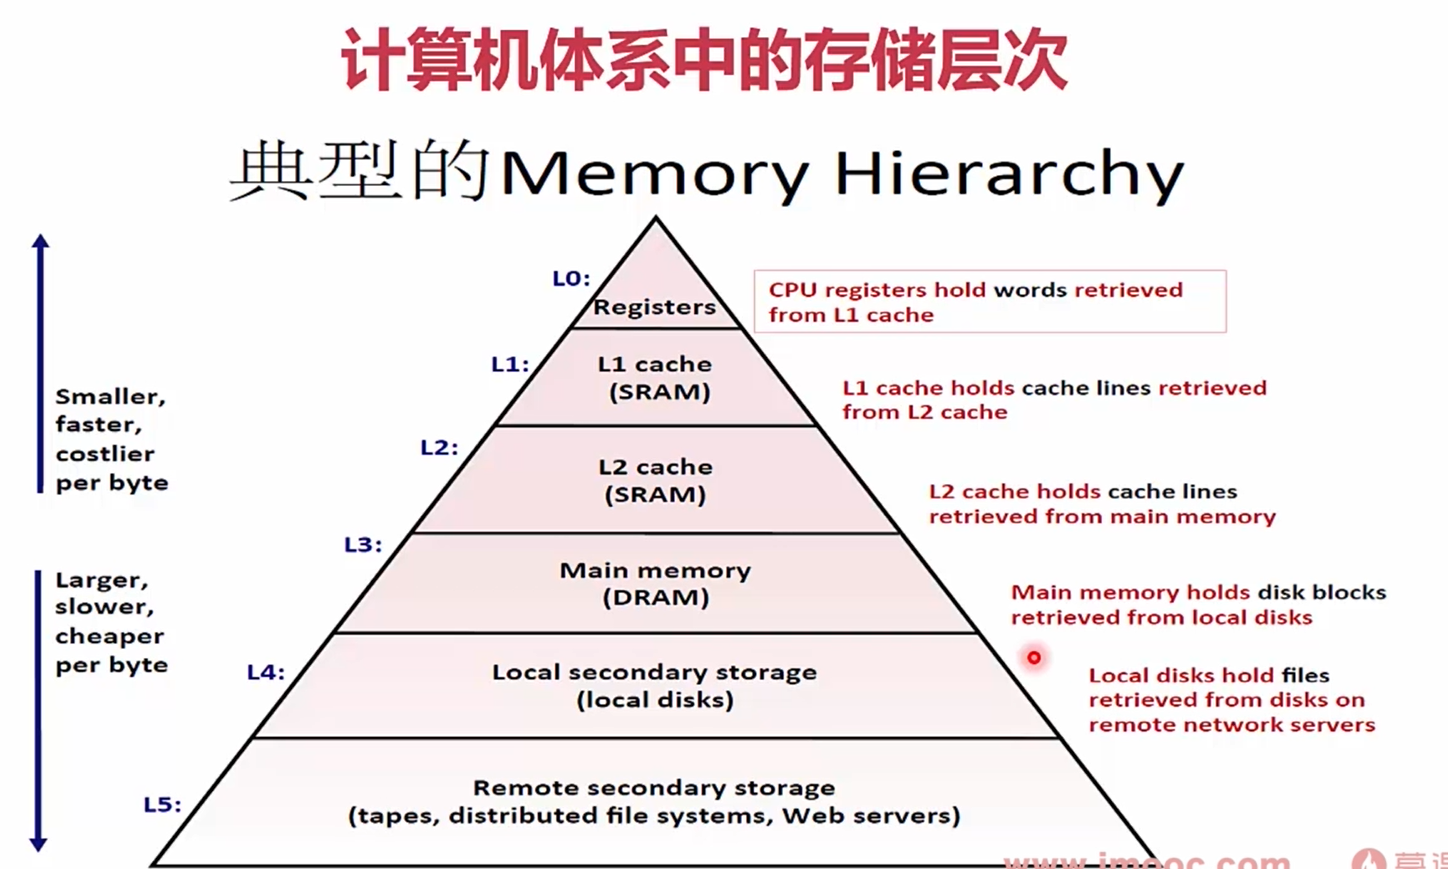 计算机体系中的存储层次
典型的Memory Hierarchy
L0:
Registers
CPU registers hold words retrieved
from L1 cache
L1:
L1 cache
(SRAM)
L1 cache holds cache lines retrieved
from L2 cache
Smaller,
faster,
costlier
per byte
L2:
L2 cache
(SRAM)
L2 cache holds cache lines
retrieved from main memory
L3:
Main memory
(DRAM)
Larger,
slower,
cheaper
per byte
Main memory holds disk blocks
retrieved from local disks
L4:
Local secondary storage
(local disks)
Local disks hold files
retrieved from disks on
remote network servers
L5:
Remote secondary storage
(tapes, distributed file systems, Web servers)
www.imooc.com